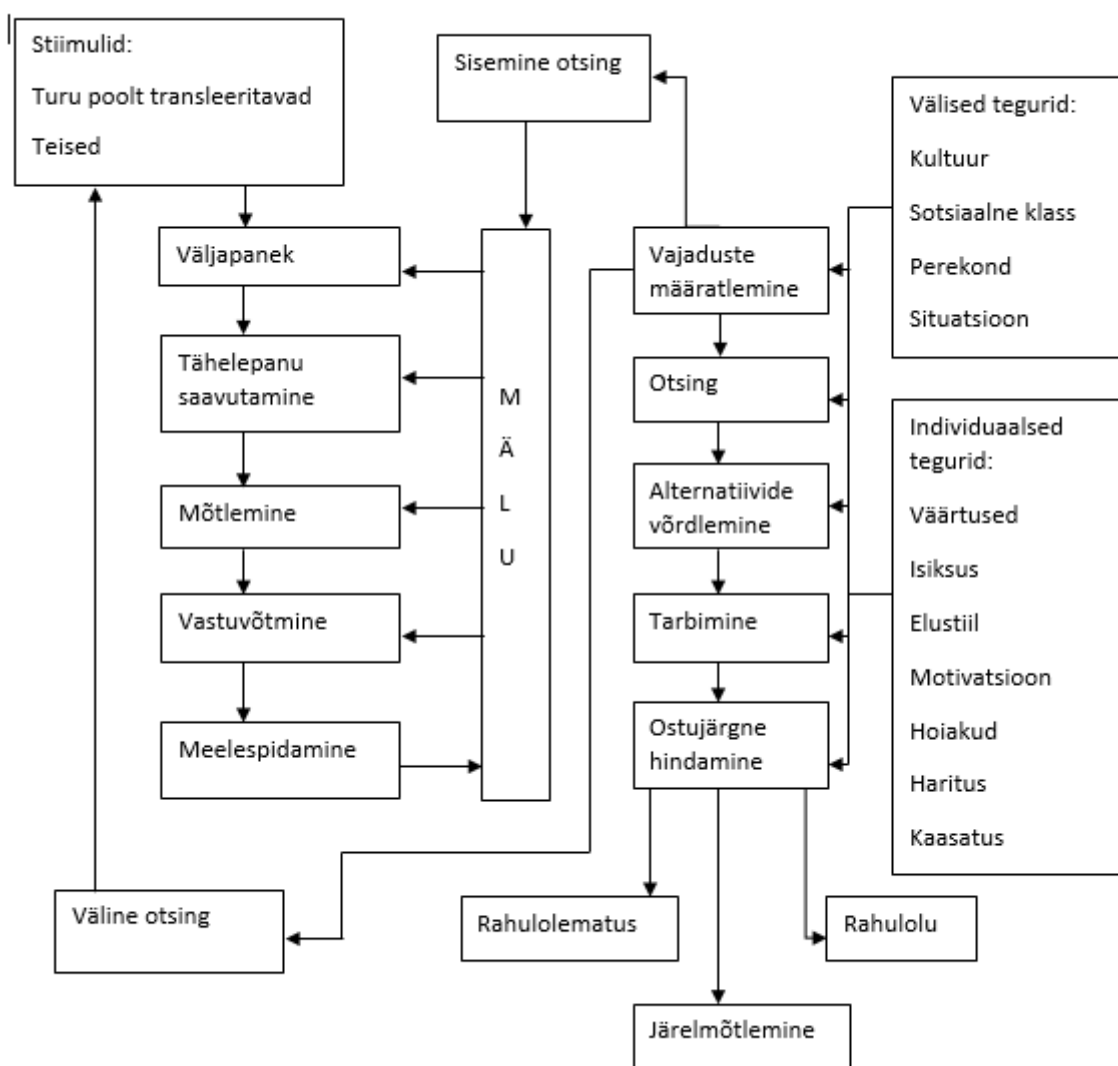 Stiimulid:
Turu poolt transleeritavad
Teised
Sisemine otsing
Välised tegurid:
Kultuur
Sotsiaalne klass
Perekond
Situatsioon
Väljapanek
Tähelepanu
saavutamine
Mõtlemine
Vastuvõtmine
Meelespidamine
M
Ä
L
U
Vajaduste
määratlemine
Otsing
Alternatiivide
võrdlemine
Tarbimine
Ostujärgne
hindamine
Individuaalsed
tegurid:
Väärtused
Isiksus
Elustiil
Motivatsioon
Hoiakud
Haritus
Kaasatus
Väline otsing
Rahulolematus
Rahulolu
Järelmõtlemine